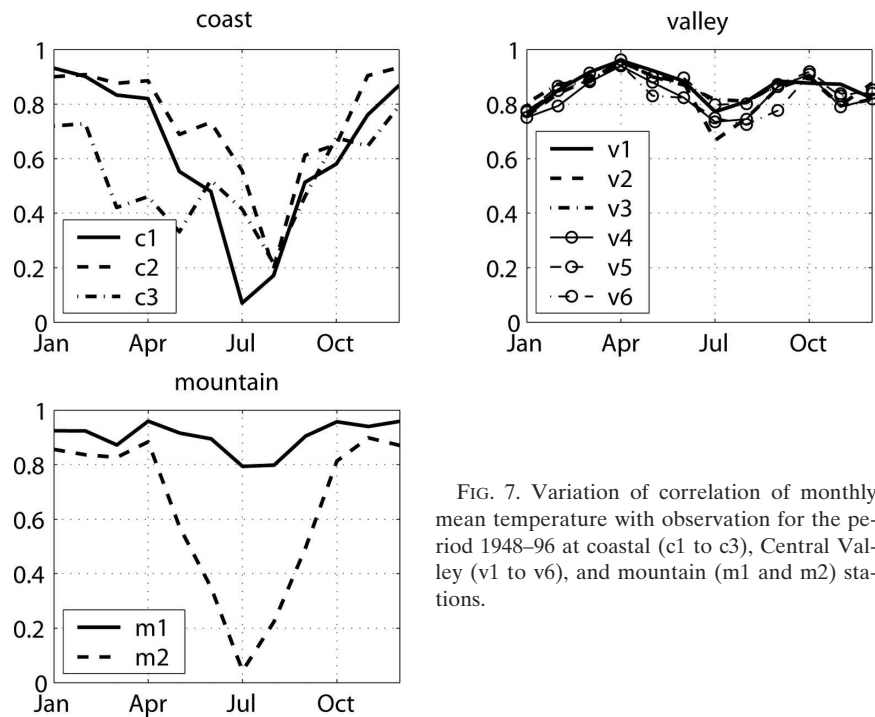 coast
1
0.8
0.6
0.4
0.2
0
c1
c2
c3
Jan Apr Jul Oct
valley
1
0.8
0.6
0.4
0.2
0
v1
v2
v3
v4
v5
v6
Jan Apr Jul Oct
mountain
1
0.8
0.6
0.4
0.2
0
m1
m2
Jan Apr Jul Oct
FIG. 7. Variation of correlation of monthly
mean temperature with observation for the pe-
riod 1948–96 at coastal (c1 to c3), Central Val-
ley (v1 to v6), and mountain (m1 and m2) sta-
tions.